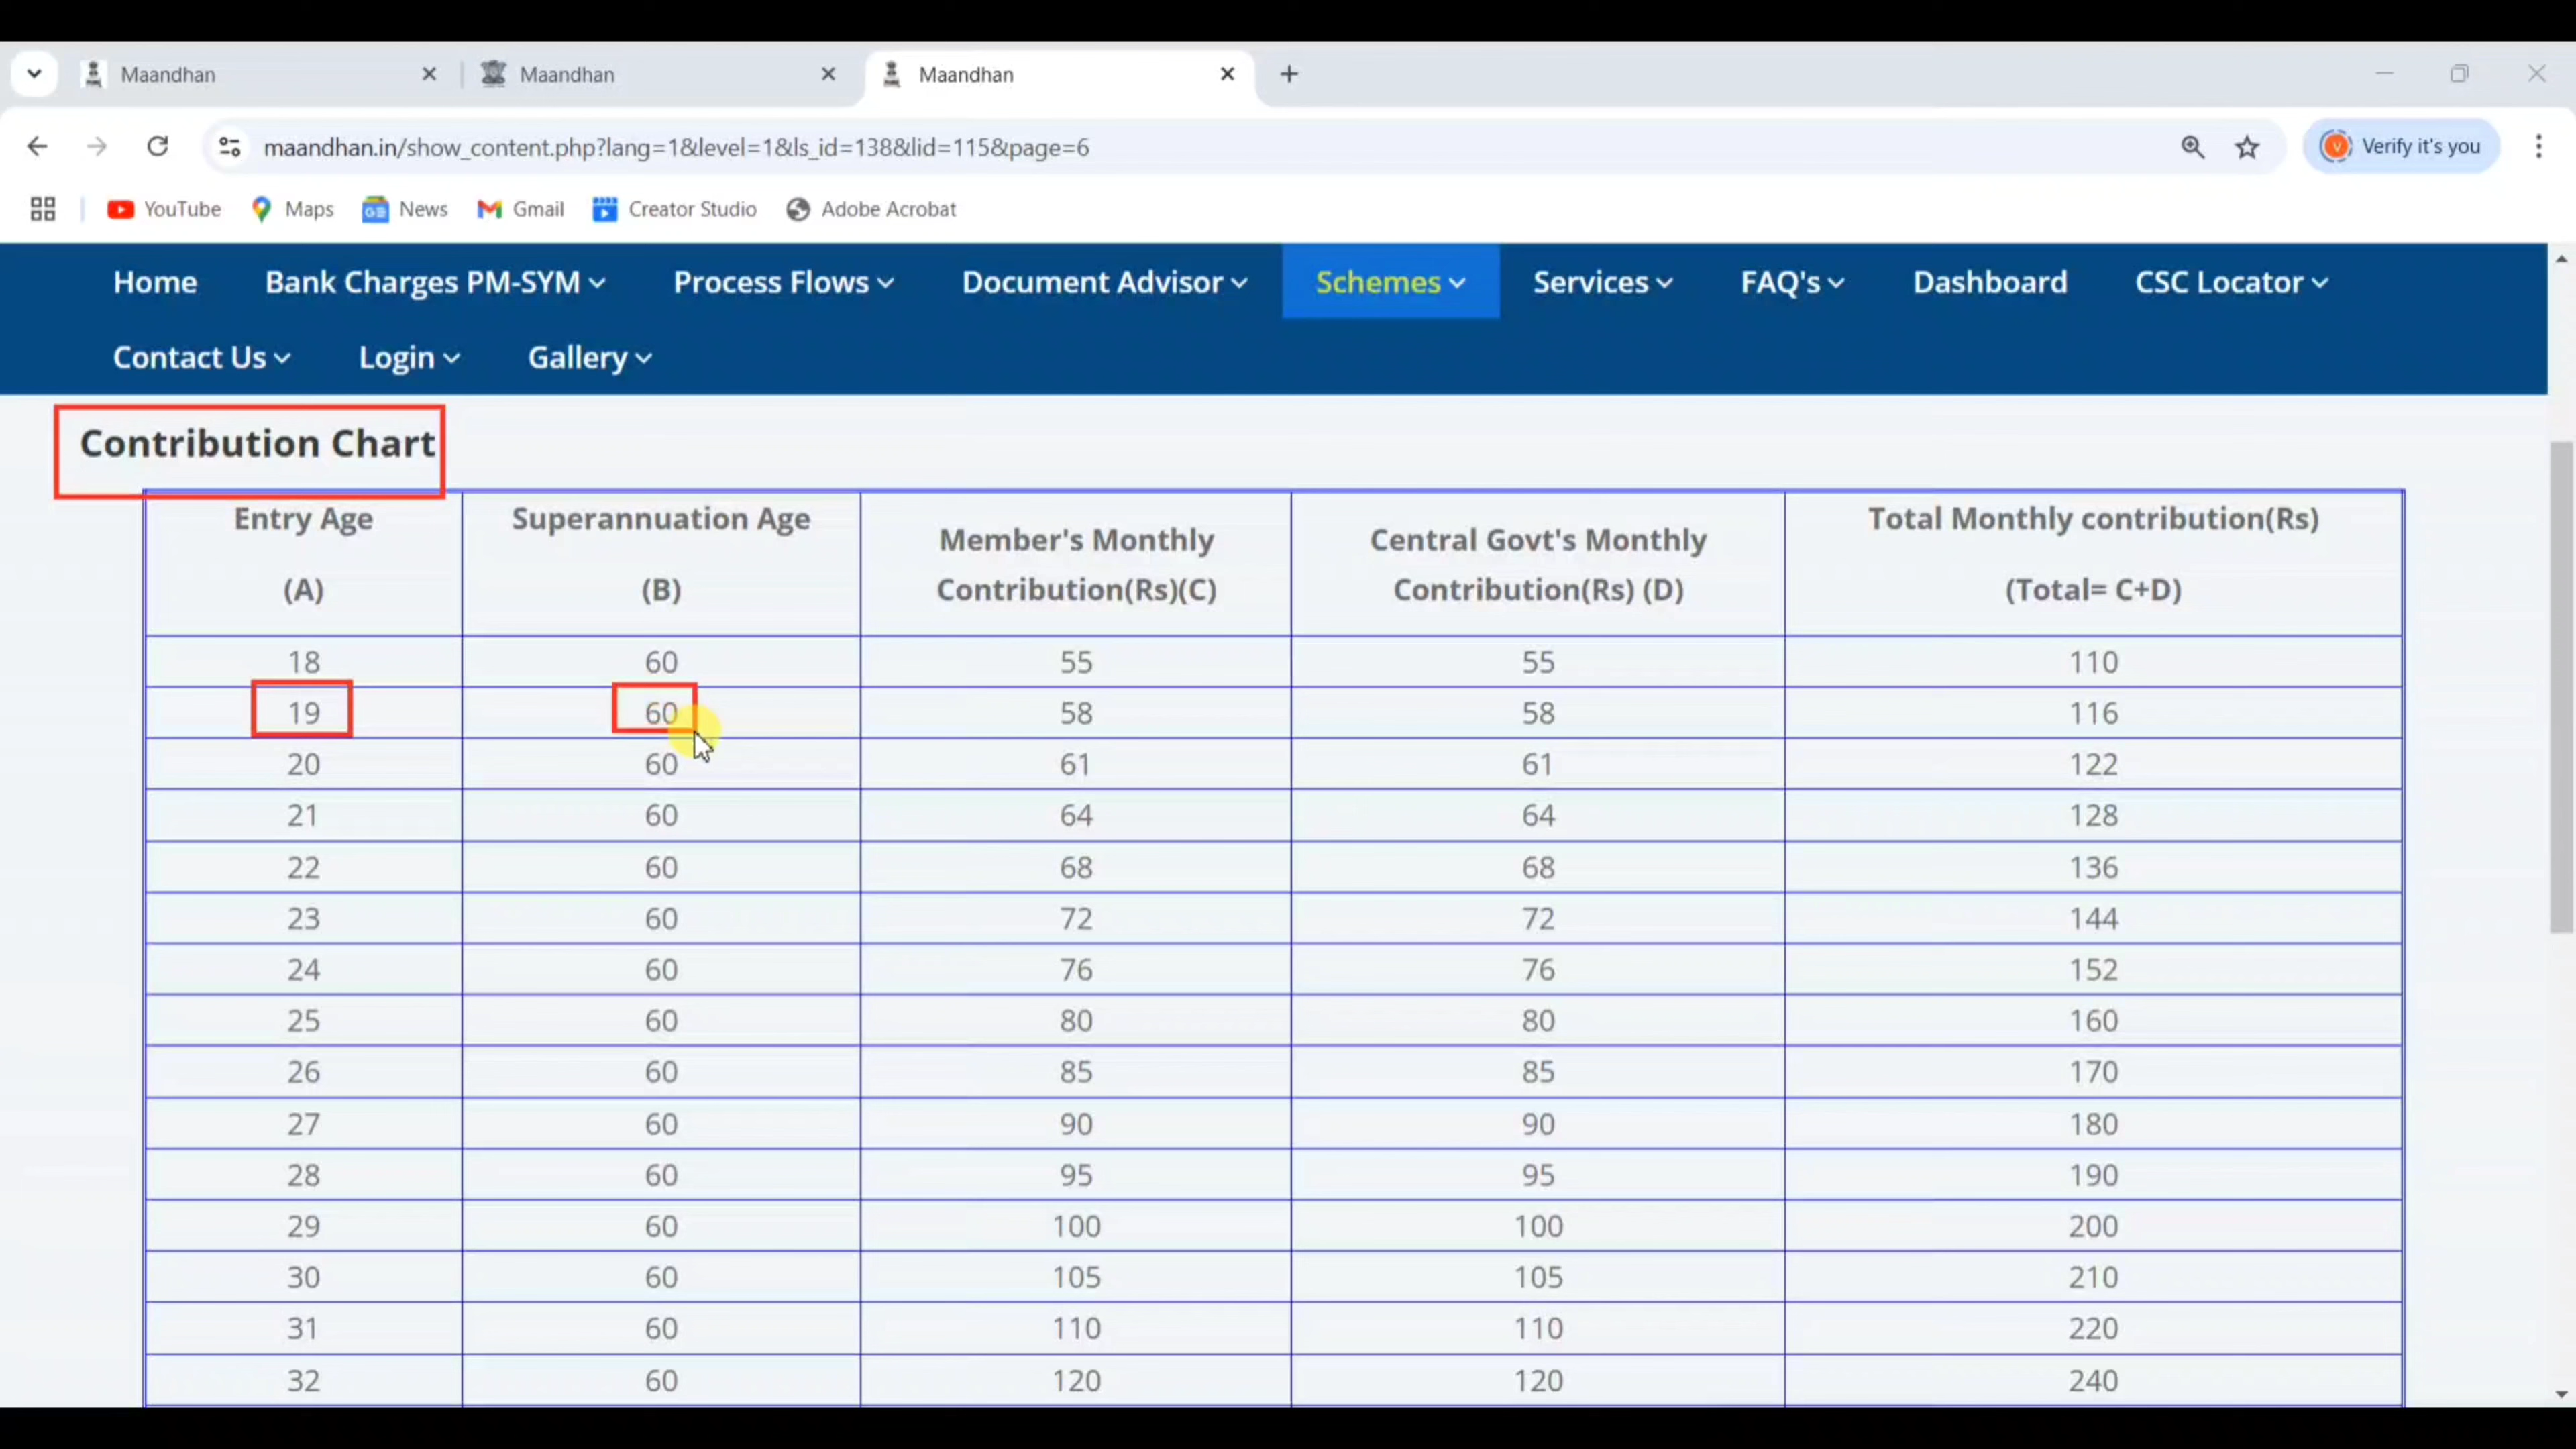 Maandhan
Maandhan
Maandhan
maandhan.in/show_content.php?lang=1&level=1&ls_id=138&lid=115&page=6
V Verify it's you
YouTube Maps GE News Gmail Creator Studio Adobe Acrobat
Home Bank Charges PM-SYM Process Flows Document Advisor Schemes Services FAQ's Dashboard CSC Locator
Contact Us Login Gallery
Contribution Chart
Entry Age (A) Superannuation Age (B) Member's Monthly Contribution(Rs)(C) Central Govt's Monthly Contribution(Rs) (D) Total Monthly contribution(Rs) (Total= C+D)
18 60 55 55 110
19 60 58 58 116
20 60 61 61 122
21 60 64 64 128
22 60 68 68 136
23 60 72 72 144
24 60 76 76 152
25 60 80 80 160
26 60 85 85 170
27 60 90 90 180
28 60 95 95 190
29 60 100 100 200
30 60 105 105 210
31 60 110 110 220
32 60 120 120 240